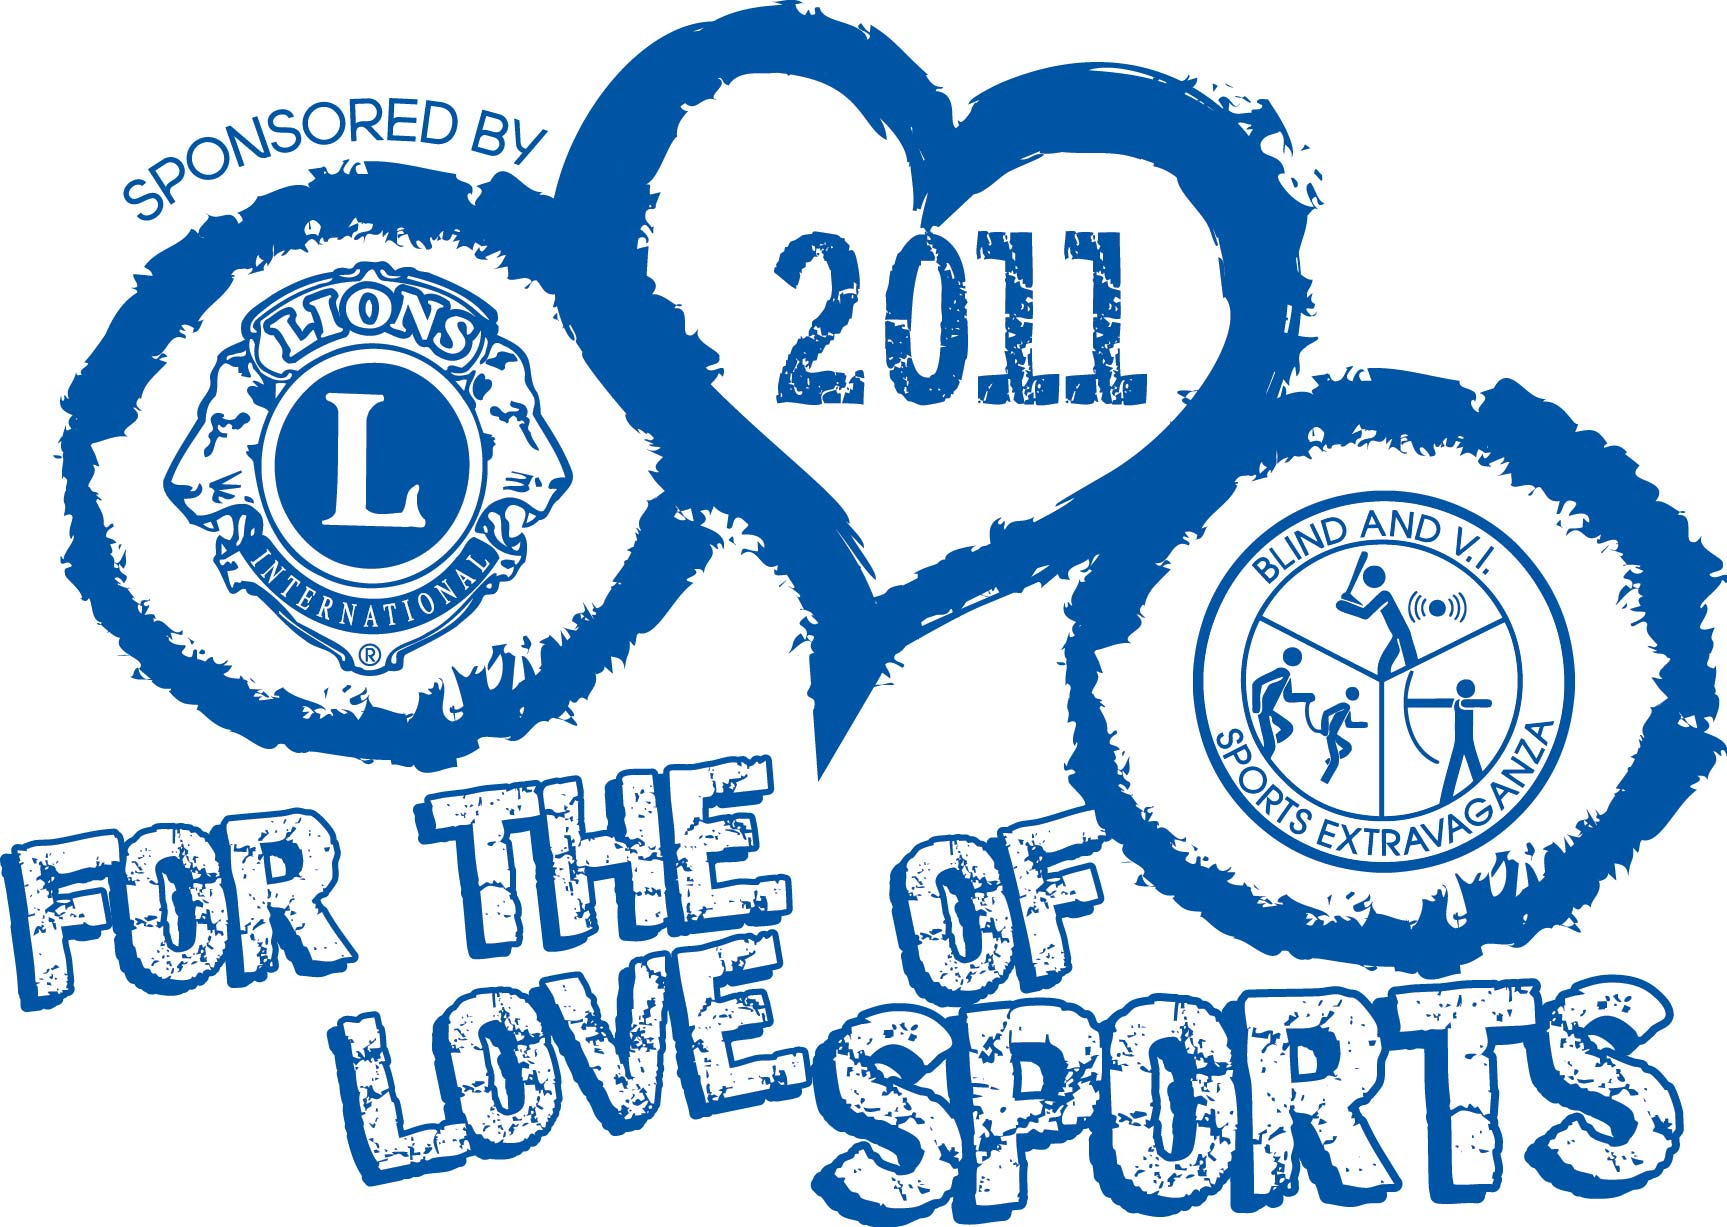 SPONSORED BY
2011
LIONS
L
INTERNATIONAL
®
BLIND AND V.I.
SPORTS EXTRAVAGANZA
FOR THE
LOVE
OF
SPORTS